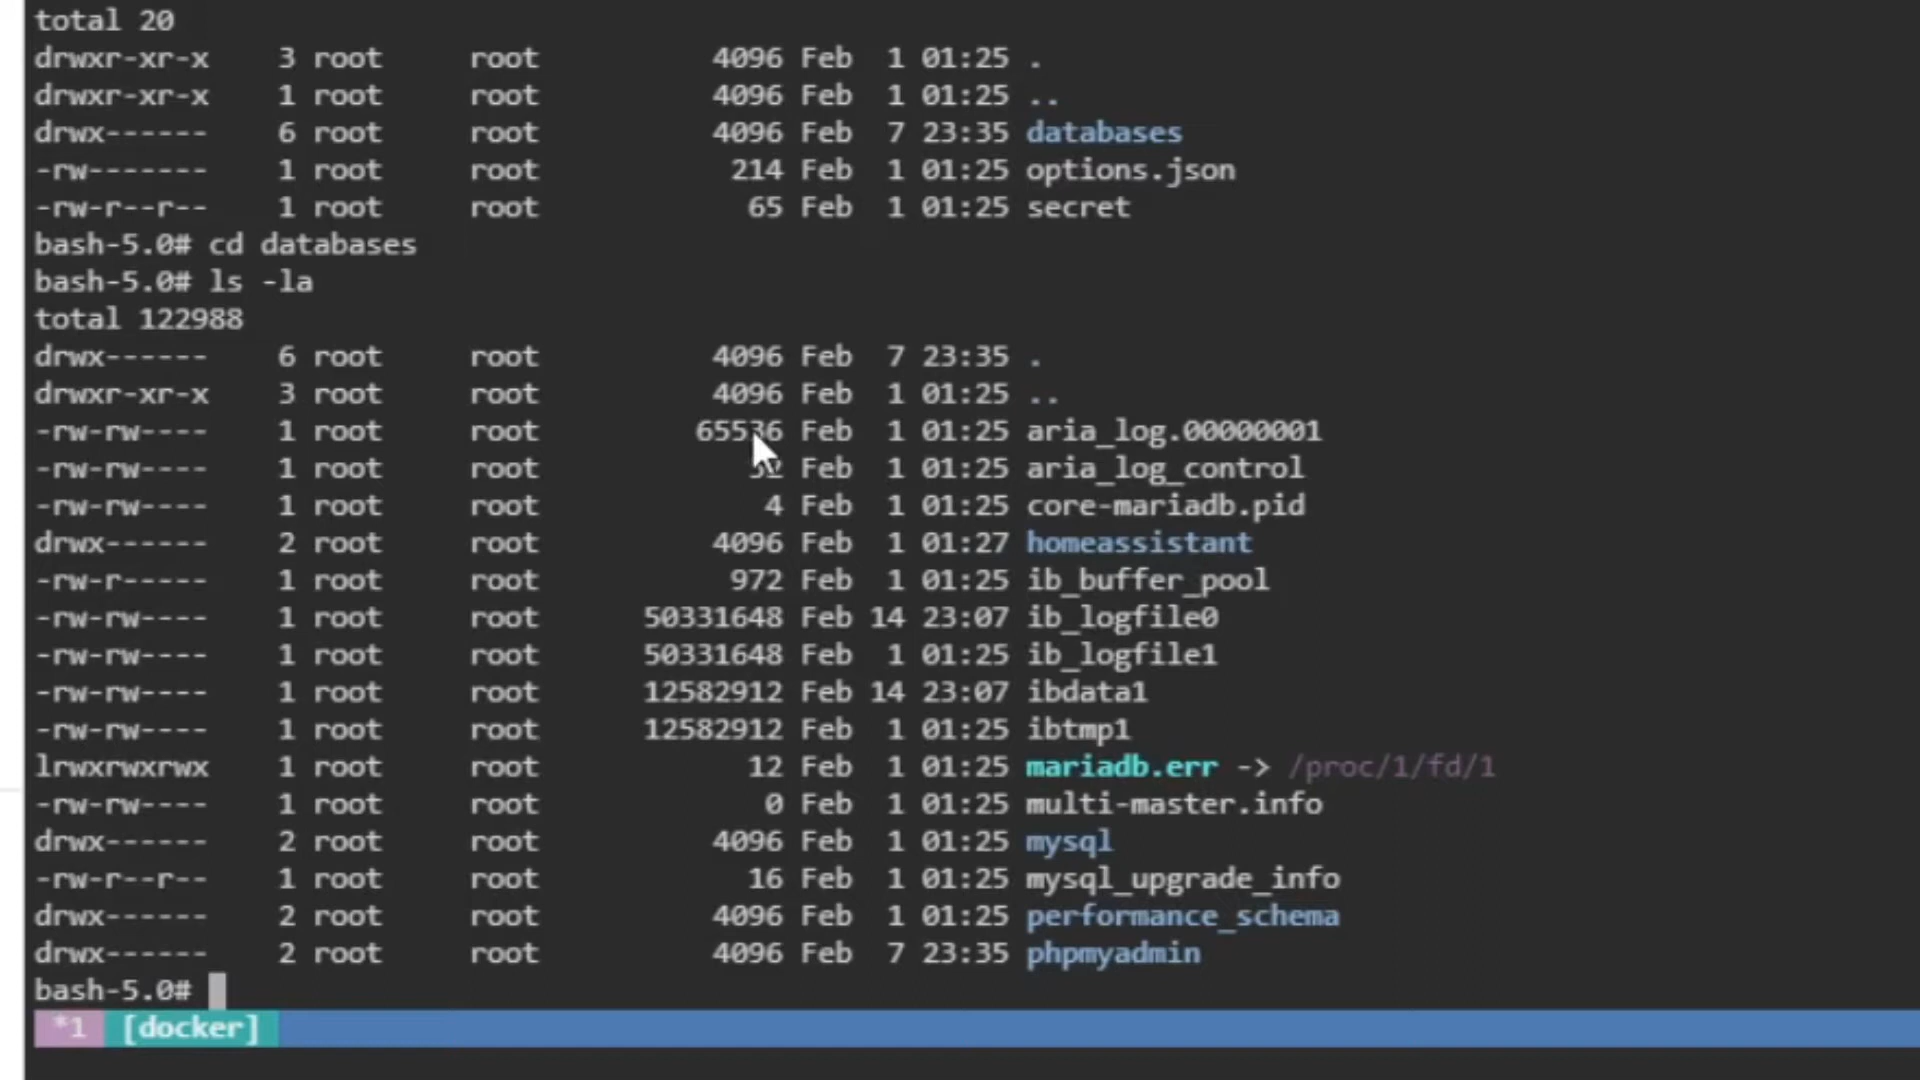 total 20
drwxr-xr-x    3 root     root          4096 Feb  1 01:25 .
drwxr-xr-x    1 root     root          4096 Feb  1 01:25 ..
drwx------    6 root     root          4096 Feb  7 23:35 databases
-rw-------    1 root     root           214 Feb  1 01:25 options.json
-rw-r--r--    1 root     root            65 Feb  1 01:25 secret
bash-5.0# cd databases
bash-5.0# ls -la
total 122988
drwx------    6 root     root          4096 Feb  7 23:35 .
drwxr-xr-x    3 root     root          4096 Feb  1 01:25 ..
-rw-rw----    1 root     root         65536 Feb  1 01:25 aria_log.00000001
-rw-rw----    1 root     root            52 Feb  1 01:25 aria_log_control
-rw-rw----    1 root     root             4 Feb  1 01:25 core-mariadb.pid
drwx------    2 root     root          4096 Feb  1 01:27 homeassistant
-rw-r-----    1 root     root           972 Feb  1 01:25 ib_buffer_pool
-rw-rw----    1 root     root      50331648 Feb 14 23:07 ib_logfile0
-rw-rw----    1 root     root      50331648 Feb  1 01:25 ib_logfile1
-rw-rw----    1 root     root      12582912 Feb 14 23:07 ibdata1
-rw-rw----    1 root     root      12582912 Feb  1 01:25 ibtmp1
lrwxrwxrwx    1 root     root            12 Feb  1 01:25 mariadb.err -> /proc/1/fd/1
-rw-rw----    1 root     root             0 Feb  1 01:25 multi-master.info
drwx------    2 root     root          4096 Feb  1 01:25 mysql
-rw-r--r--    1 root     root            16 Feb  1 01:25 mysql_upgrade_info
drwx------    2 root     root          4096 Feb  1 01:25 performance_schema
drwx------    2 root     root          4096 Feb  7 23:35 phpmyadmin
bash-5.0#
*1 [docker]